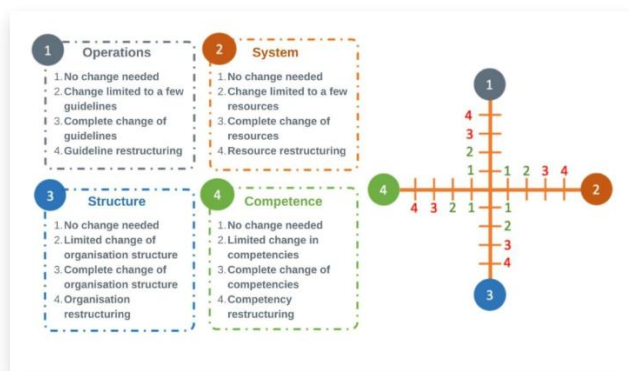 1
Operations
1. No change needed
2. Change limited to a few
guidelines
3. Complete change of
guidelines
4. Guideline restructuring
2
System
1. No change needed
2. Change limited to a few
resources
3. Complete change of
resources
4. Resource restructuring
3
Structure
1. No change needed
2. Limited change of
organisation structure
3. Complete change of
organisation structure
4. Organisation
restructuring
4
Competence
1. No change needed
2. Limited change in
competencies
3. Complete change of
competencies
4. Competency
restructuring
1
4
3
2
1
1 2 3 4
4
2
4 3 2 1
1
2
3
4
3